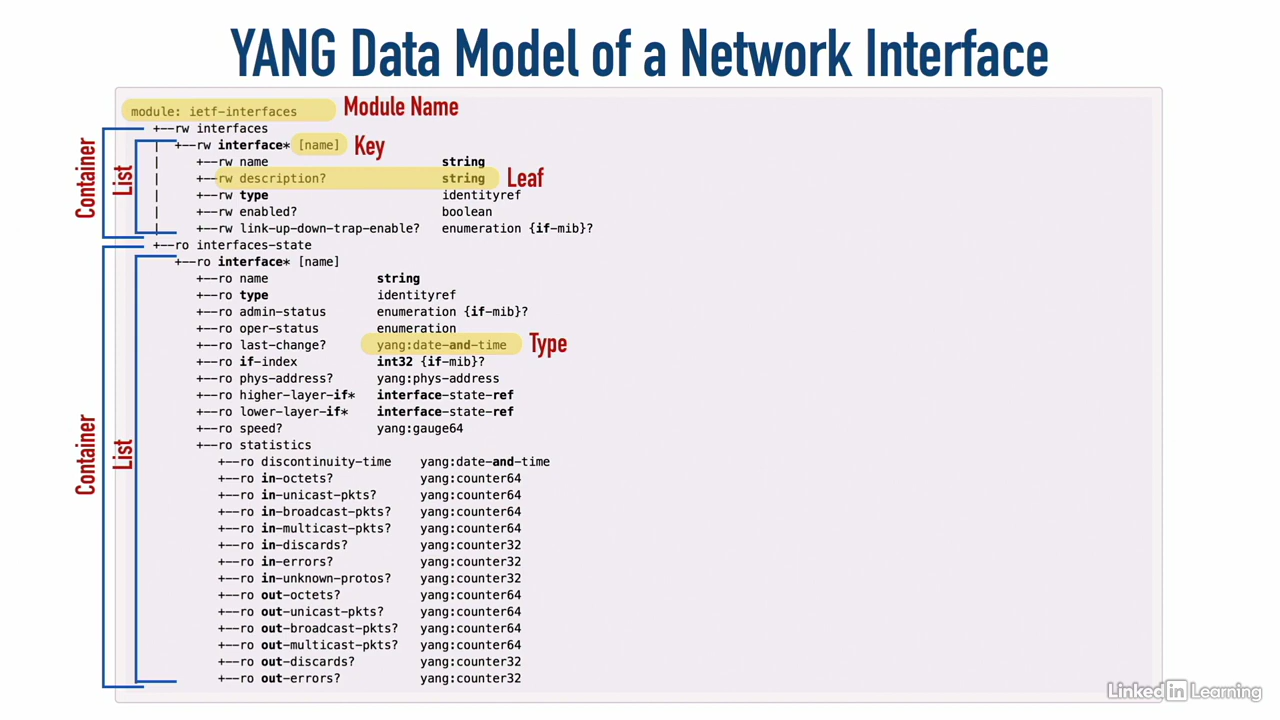 YANG Data Model of a Network Interface
module: ietf-interfaces Module Name
+--rw interfaces
| +--rw interface* [name] Key
| +--rw name string
| +--rw description? string Leaf
| +--rw type identityref
| +--rw enabled? boolean
| +--rw link-up-down-trap-enable? enumeration {if-mib}?
+--ro interfaces-state
+--ro interface* [name]
+--ro name string
+--ro type identityref
+--ro admin-status enumeration {if-mib}?
+--ro oper-status enumeration
+--ro last-change? yang:date-and-time Type
+--ro if-index int32 {if-mib}?
+--ro phys-address? yang:phys-address
+--ro higher-layer-if* interface-state-ref
+--ro lower-layer-if* interface-state-ref
+--ro speed? yang:gauge64
+--ro statistics
+--ro discontinuity-time yang:date-and-time
+--ro in-octets? yang:counter64
+--ro in-unicast-pkts? yang:counter64
+--ro in-broadcast-pkts? yang:counter64
+--ro in-multicast-pkts? yang:counter64
+--ro in-discards? yang:counter32
+--ro in-errors? yang:counter32
+--ro in-unknown-protos? yang:counter32
+--ro out-octets? yang:counter64
+--ro out-unicast-pkts? yang:counter64
+--ro out-broadcast-pkts? yang:counter64
+--ro out-multicast-pkts? yang:counter64
+--ro out-discards? yang:counter32
+--ro out-errors? yang:counter32
Container
List
Container
List
LinkedIn Learning